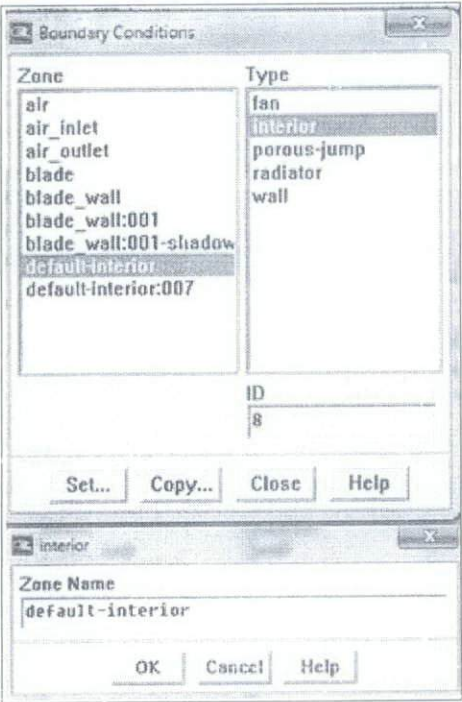 Boundary Conditions
Zone
air
air_inlet
air_outlet
blade
blade_wall
blade_wall:001
blade_wall:001-shadow
default-interior
default-interior:007
Type
fan
interior
porous-jump
radiator
wall
ID
8
Set... Copy... Close Help
interior
Zone Name
default-interior
OK Cancel Help